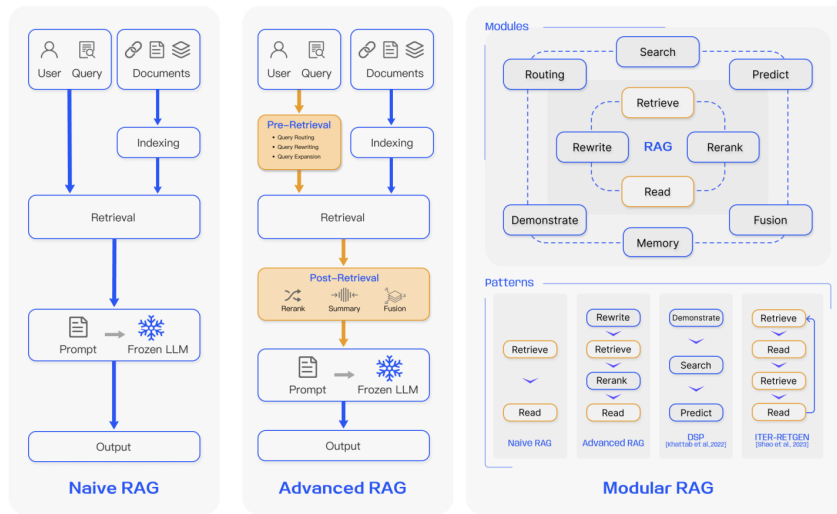 User Query
Documents
Indexing
Retrieval
Prompt
Frozen LLM
Output
Naive RAG
User Query
Documents
Pre-Retrieval
• Query Routing
• Query Rewriting
• Query Expansion
Indexing
Retrieval
Post-Retrieval
Rerank
Summary
Fusion
Prompt
Frozen LLM
Output
Advanced RAG
Modules
Search
Routing
Predict
Retrieve
Rewrite
RAG
Rerank
Read
Demonstrate
Fusion
Memory
Patterns
Retrieve
Read
Naive RAG
Rewrite
Retrieve
Rerank
Read
Advanced RAG
Demonstrate
Search
Predict
DSP
[Khattab et al.,2022]
Retrieve
Read
Retrieve
Read
ITER-RETGEN
[Shao et al., 2023]
Modular RAG